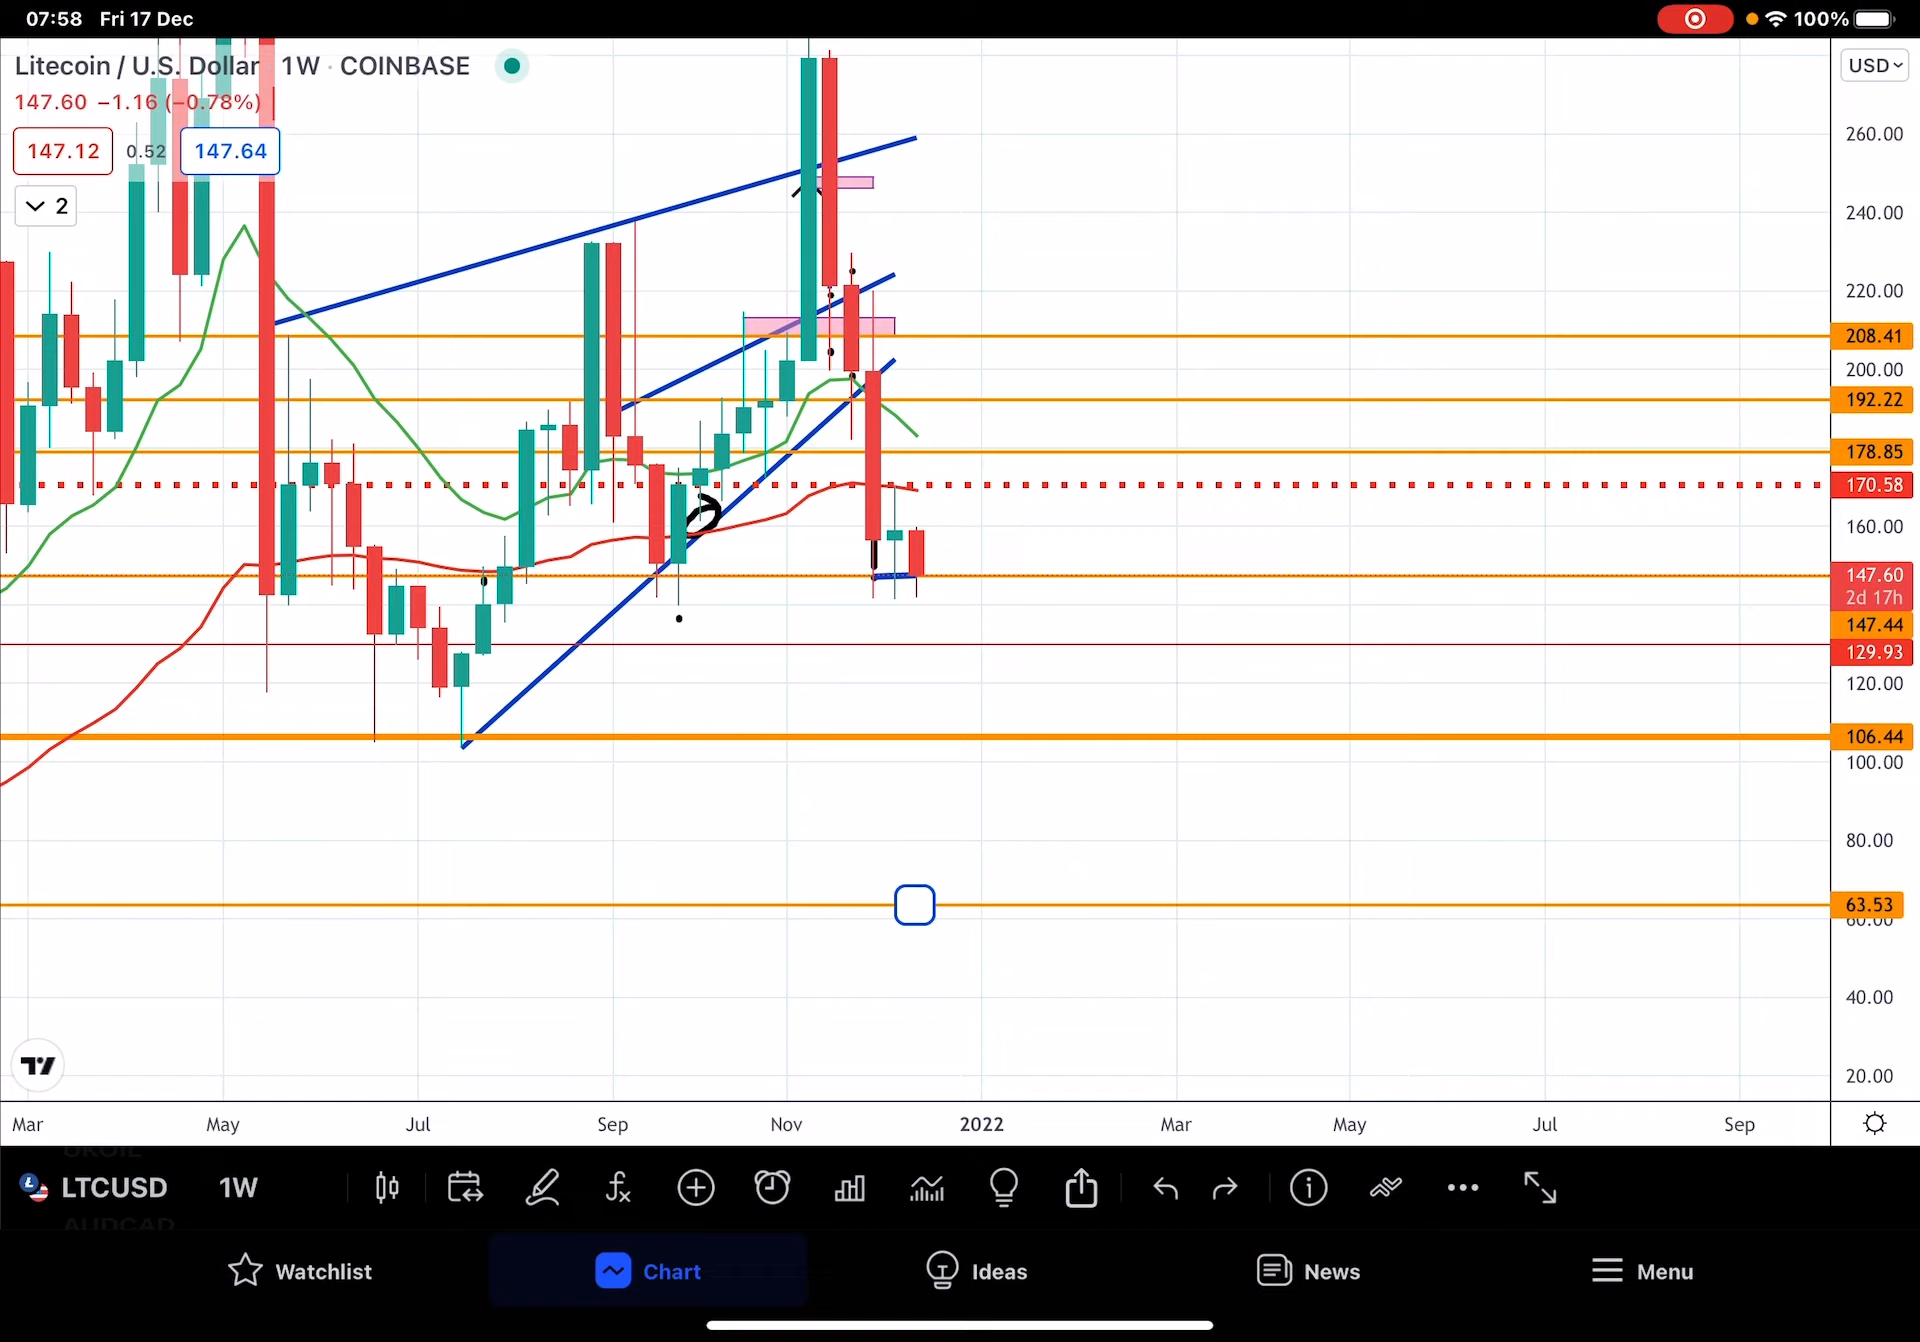 07:58 Fri 17 Dec
100%
Litecoin / U.S. Dollar · 1W · COINBASE
USD
147.60 −1.16 (−0.78%)
147.12 0.52 147.64
2
260.00
240.00
220.00
208.41
200.00
192.22
178.85
170.58
160.00
147.60
2d 17h
147.44
129.93
120.00
106.44
100.00
80.00
63.53
60.00
40.00
20.00
Mar May Jul Sep Nov 2022 Mar May Jul Sep
UKOIL
LTCUSD 1W
AUDCAD
Watchlist Chart Ideas News Menu